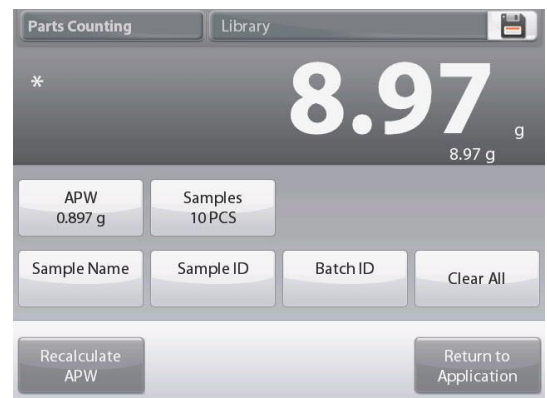 Parts Counting
Library
*
8.97 g
8.97 g
APW
0.897 g
Samples
10 PCS
Sample Name
Sample ID
Batch ID
Clear All
Recalculate
APW
Return to
Application